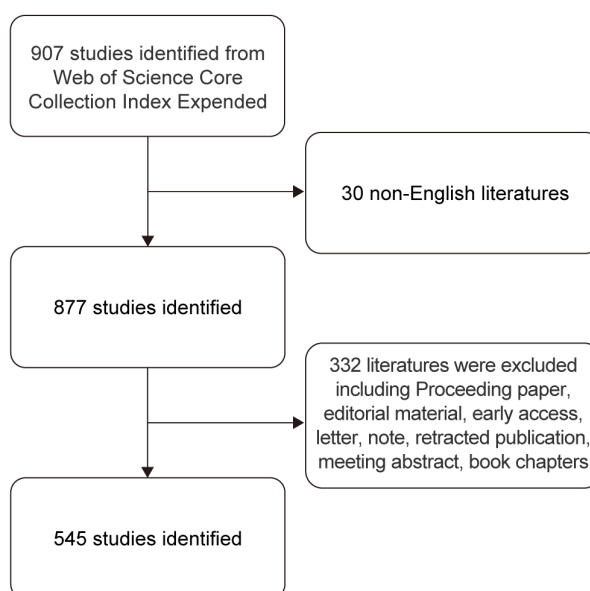 907 studies identified from
Web of Science Core
Collection Index Expended
30 non-English literatures
877 studies identified
332 literatures were excluded
including Proceeding paper,
editorial material, early access,
letter, note, retracted publication,
meeting abstract, book chapters
545 studies identified